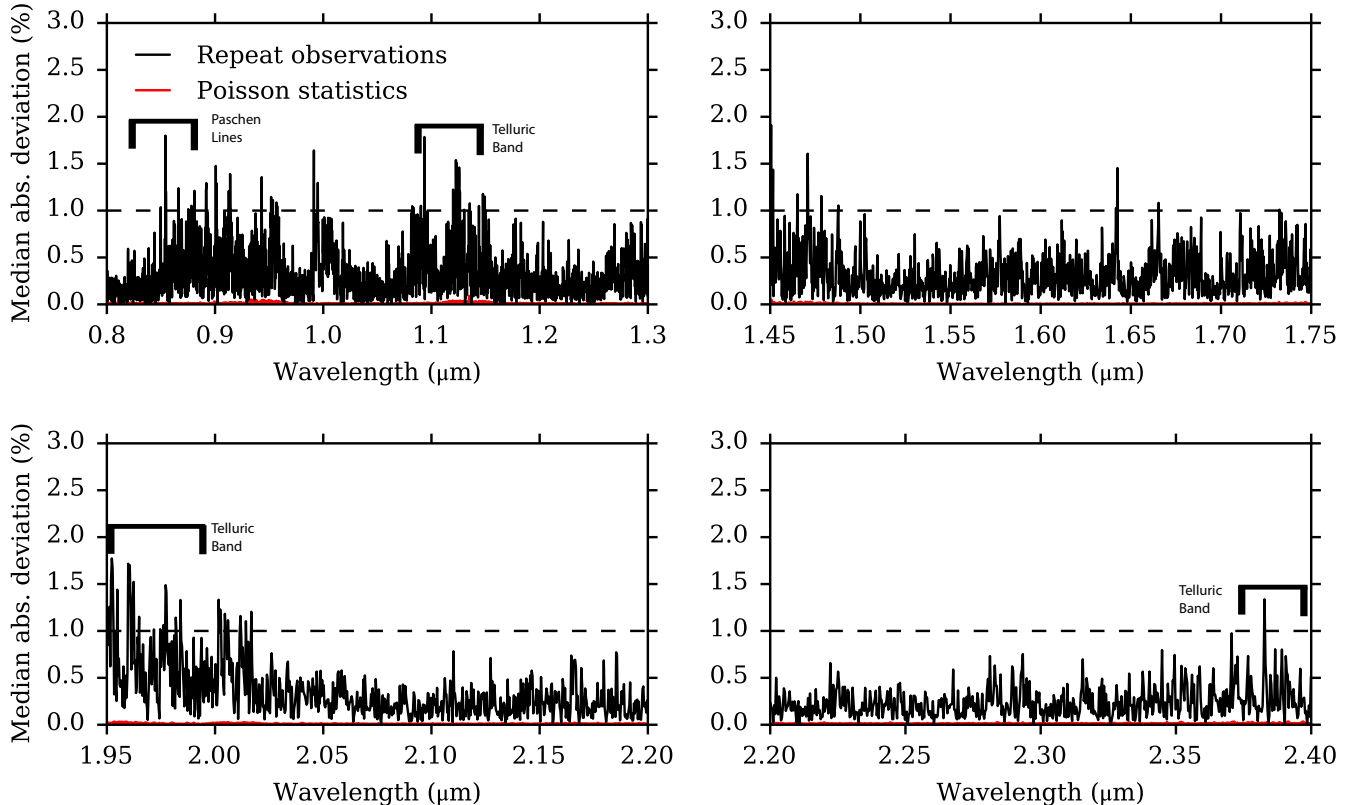 Median abs. deviation (%)
3.0
2.5
2.0
1.5
1.0
0.5
0.0
Repeat observations
Poisson statistics
Paschen
Lines
Telluric
Band
0.8 0.9 1.0 1.1 1.2 1.3
Wavelength (μm)
3.0
2.5
2.0
1.5
1.0
0.5
0.0
1.45 1.50 1.55 1.60 1.65 1.70 1.75
Wavelength (μm)
Median abs. deviation (%)
3.0
2.5
2.0
1.5
1.0
0.5
0.0
Telluric
Band
1.95 2.00 2.05 2.10 2.15 2.20
Wavelength (μm)
3.0
2.5
2.0
1.5
1.0
0.5
0.0
Telluric
Band
2.20 2.25 2.30 2.35 2.40
Wavelength (μm)